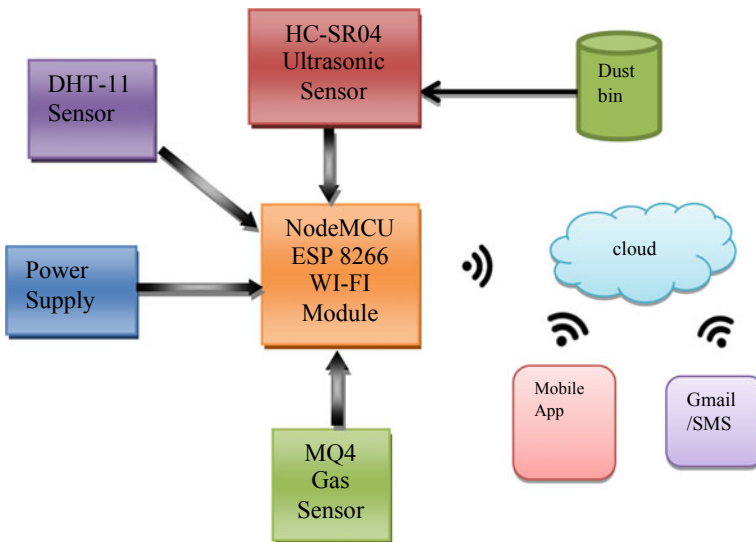 HC-SR04
Ultrasonic
Sensor
Dust
bin
DHT-11
Sensor
NodeMCU
ESP 8266
WI-FI
Module
cloud
Power
Supply
Mobile
App
Gmail
/SMS
MQ4
Gas
Sensor